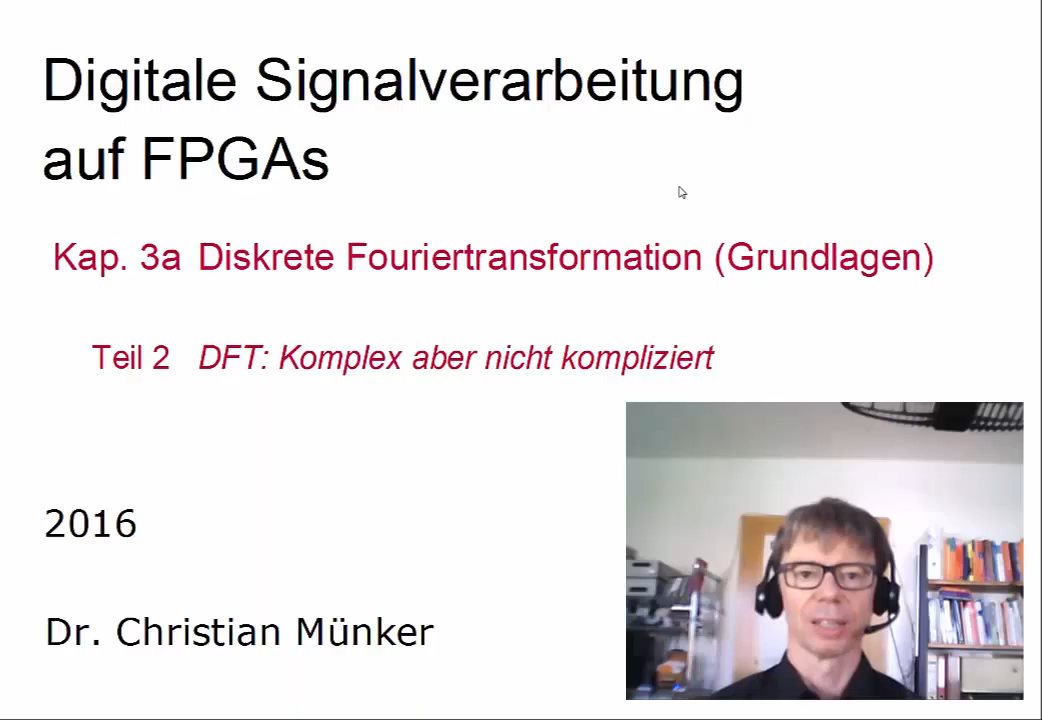 Digitale Signalverarbeitung
auf FPGAs
Kap. 3a Diskrete Fouriertransformation (Grundlagen)
Teil 2 DFT: Komplex aber nicht kompliziert
2016
Dr. Christian Münker